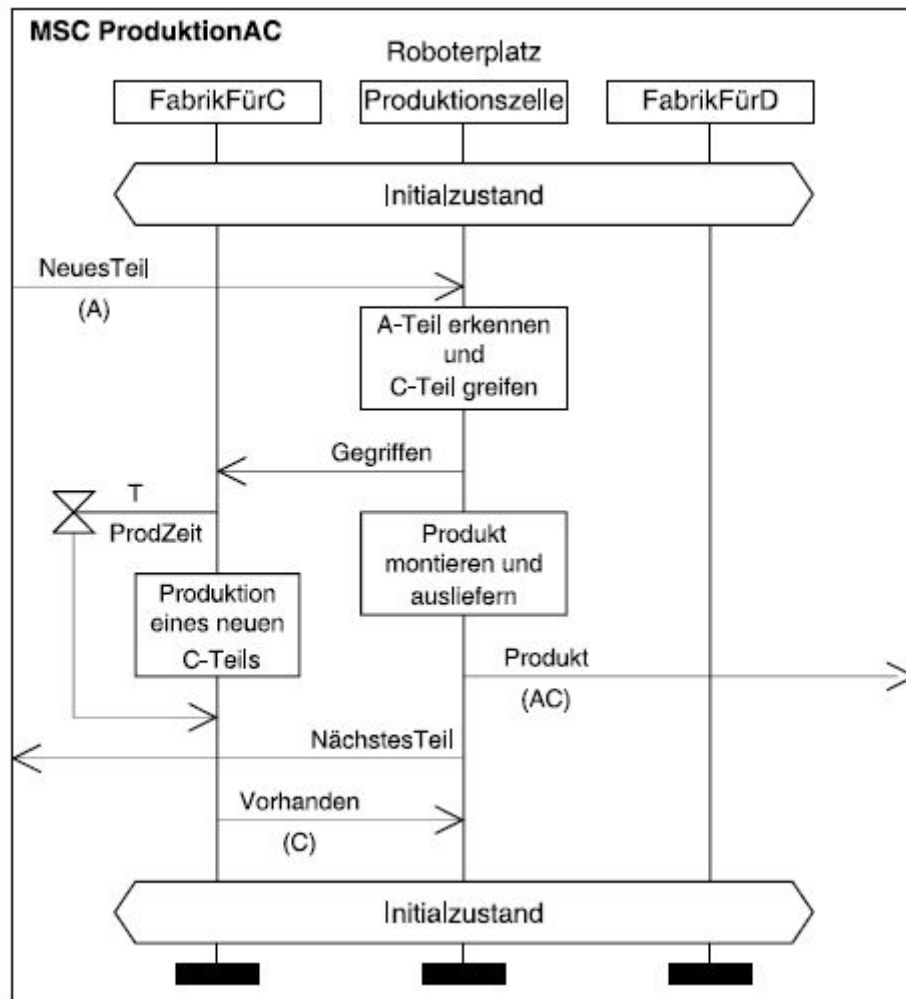 MSC ProduktionAC
Roboterplatz
FabrikFürC
Produktionszelle
FabrikFürD
Initialzustand
NeuesTeil
(A)
A-Teil erkennen
und
C-Teil greifen
Gegriffen
T
ProdZeit
Produkt
montieren und
ausliefern
Produktion
eines neuen
C-Teils
Produkt
(AC)
NächstesTeil
Vorhanden
(C)
Initialzustand